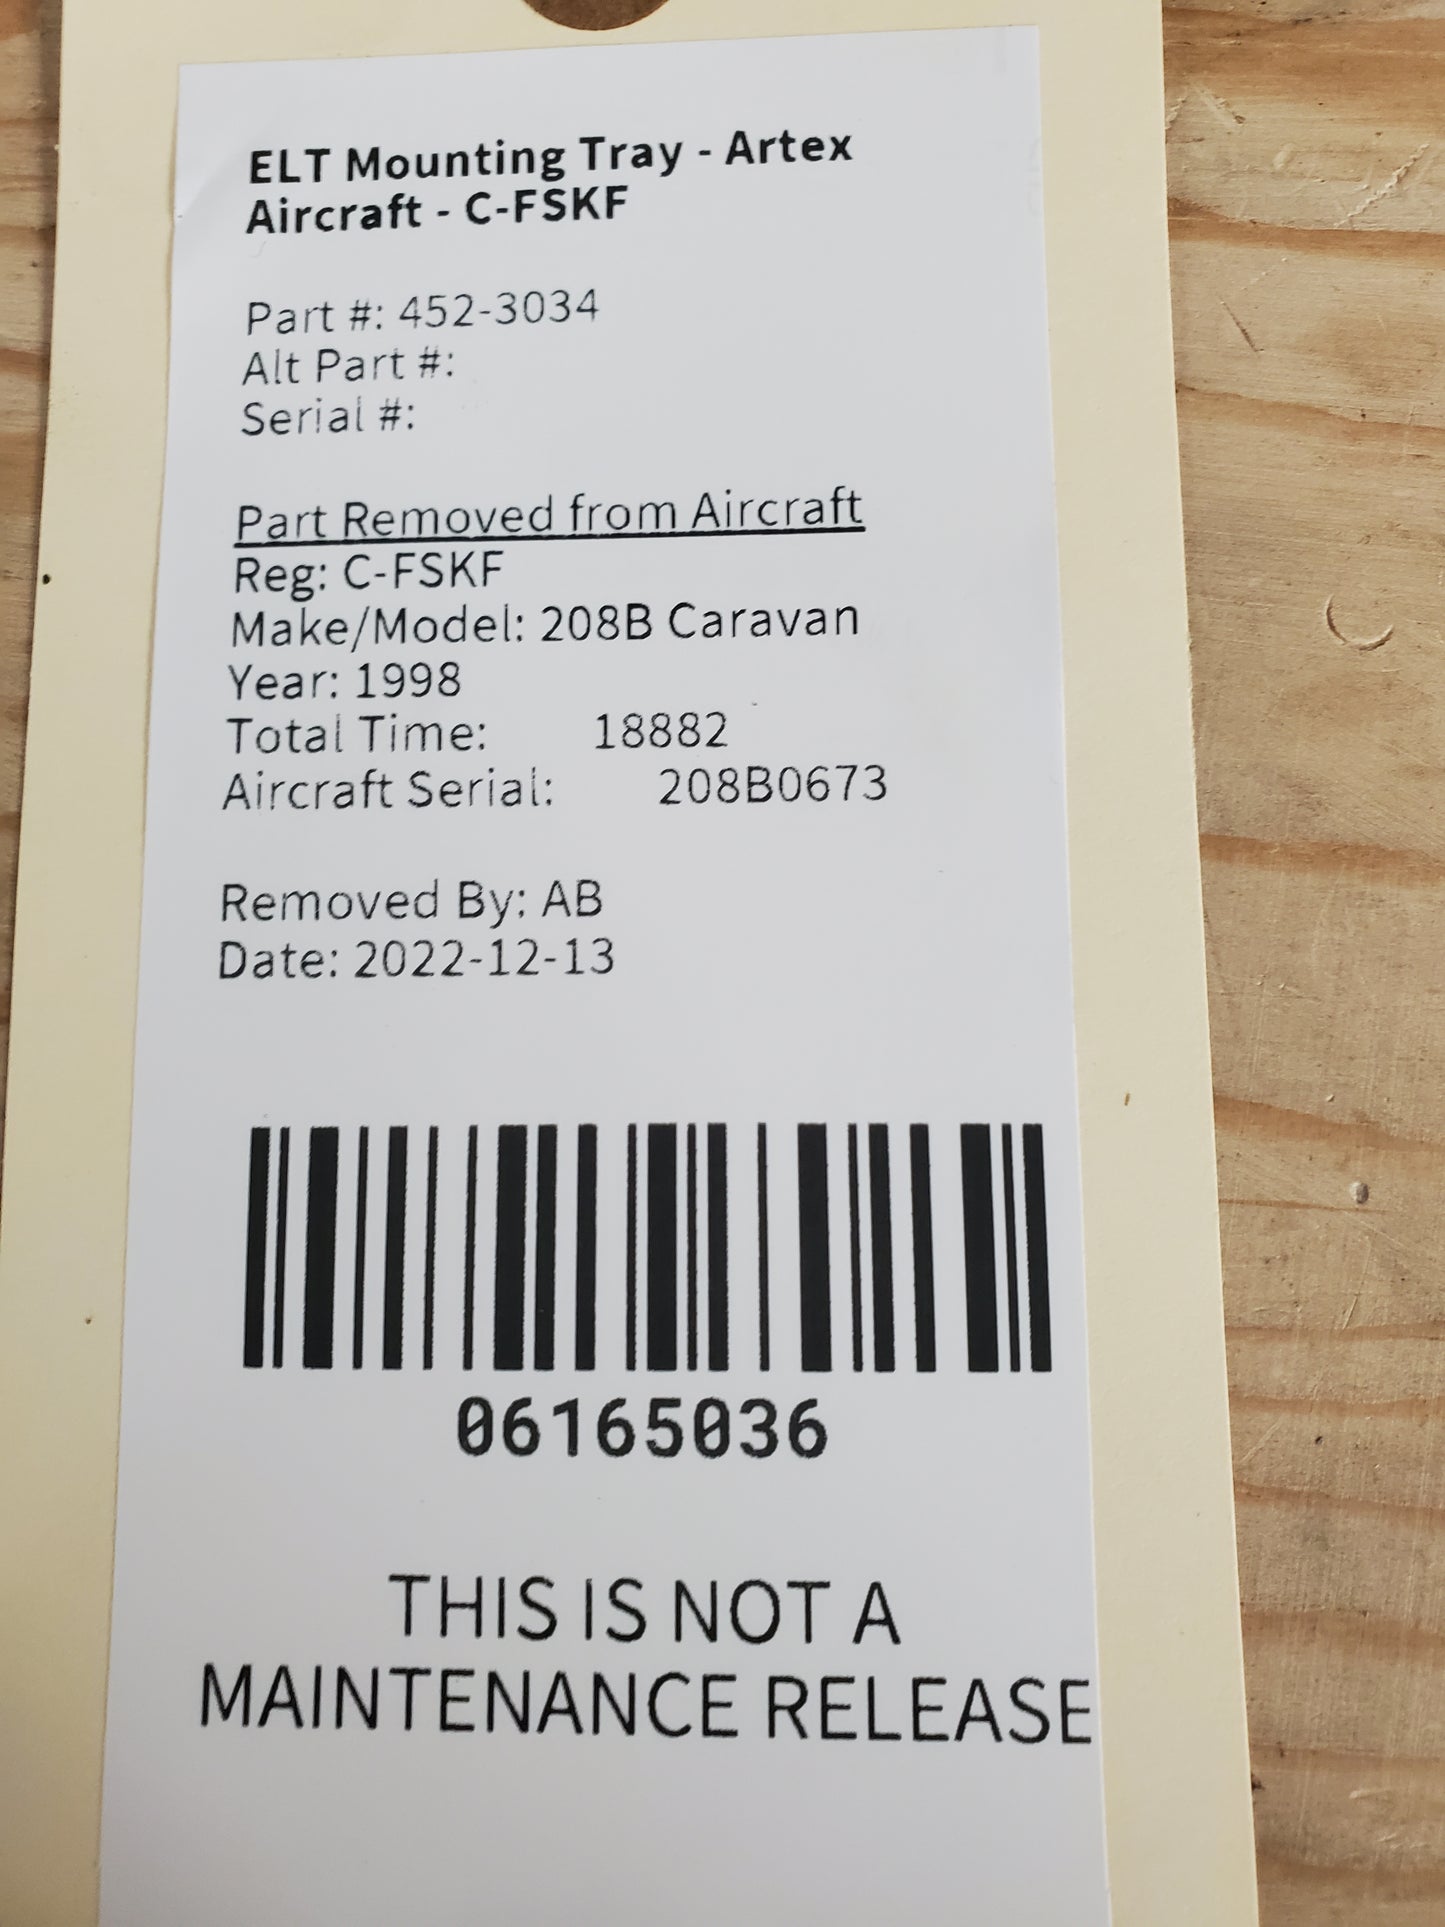 ELT Mounting Tray - Artex
Aircraft - C-FSKF
Part #: 452-3034
Alt Part #:
Serial #:
Part Removed from Aircraft
Reg: C-FSKF
Make/Model: 208B Caravan
Year: 1998
Total Time: 18882
Aircraft Serial: 208B0673
Removed By: AB
Date: 2022-12-13
06165036
THIS IS NOT A
MAINTENANCE RELEASE